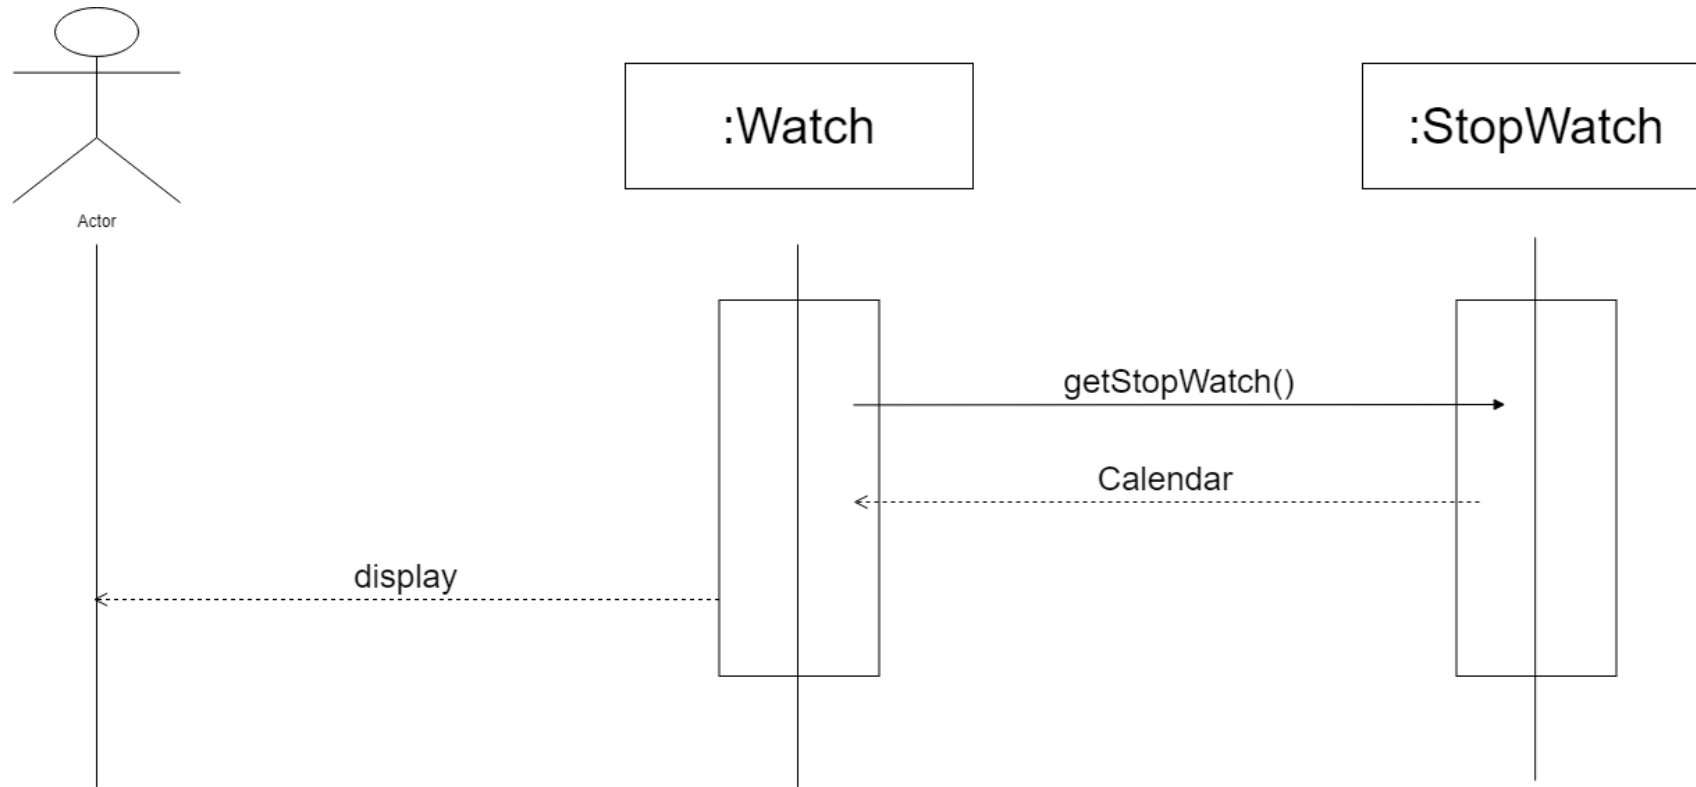 :Watch
:StopWatch
Actor
getStopWatch()
Calendar
display